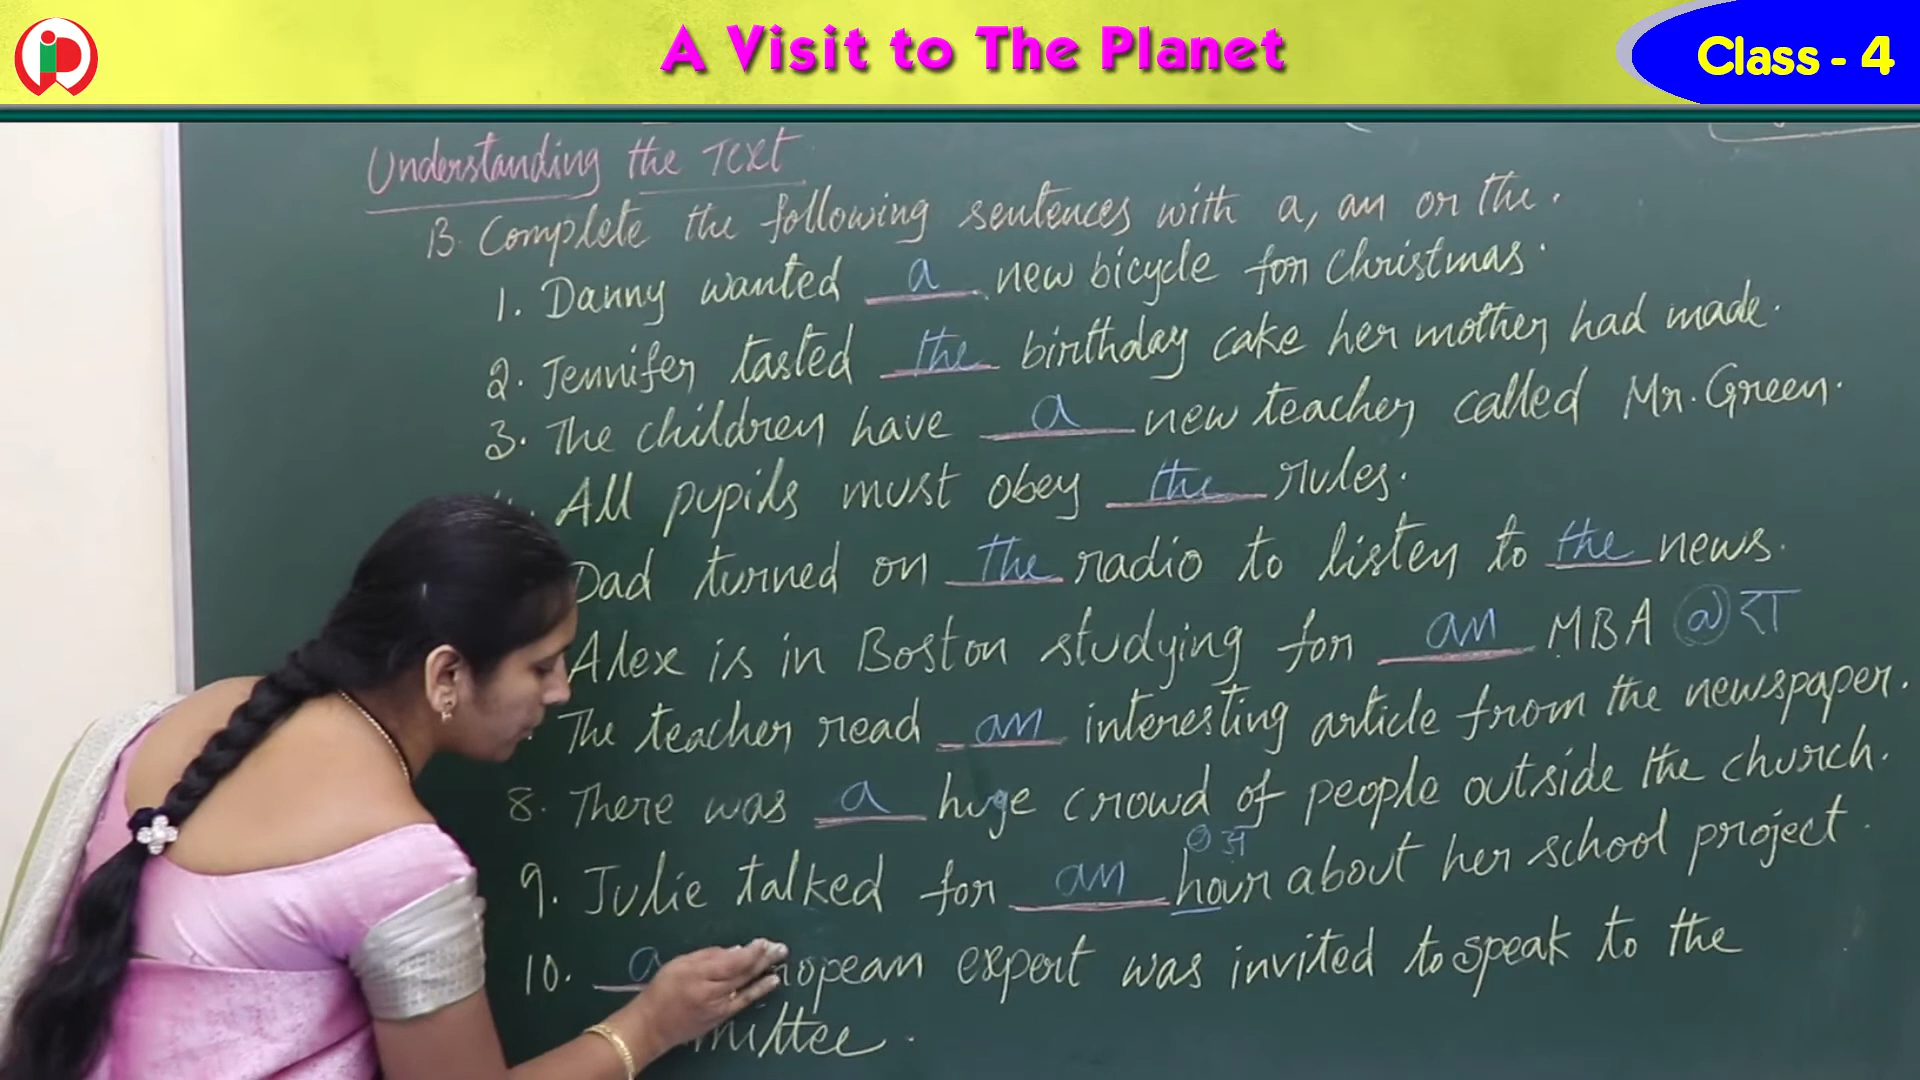 A Visit to The Planet
Class - 4
Understanding the Text
B. Complete the following sentences with a, an or the.
1. Danny wanted a new bicycle for Christmas.
2. Jennifer tasted the birthday cake her mother had made.
3. The children have a new teacher called Mr. Green.
All pupils must obey the rules.
Dad turned on the radio to listen to the news.
Alex is in Boston studying for an MBA
The teacher read an interesting article from the newspaper.
8. There was a huge crowd of people outside the church.
9. Julie talked for an hour about her school project.
10. a expert was invited to speak to the